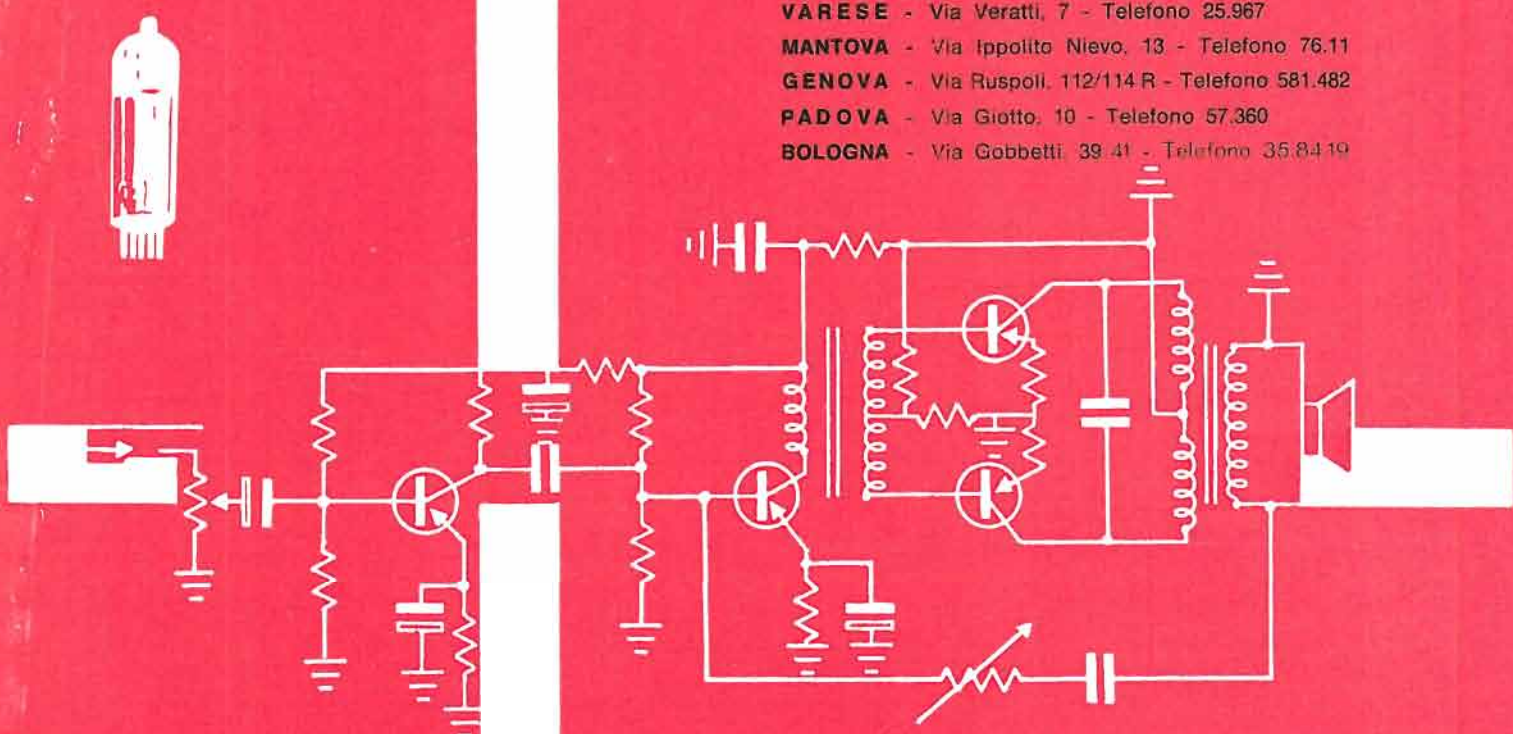 VARESE - Via Veratti, 7 - Telefono 25.967
MANTOVA - Via Ippolito Nievo, 13 - Telefono 76.11
GENOVA - Via Ruspoli, 112/114 R - Telefono 581.482
PADOVA - Via Giotto, 10 - Telefono 57.360
BOLOGNA - Via Gobbetti, 39 41 - Telefono 35.84 19